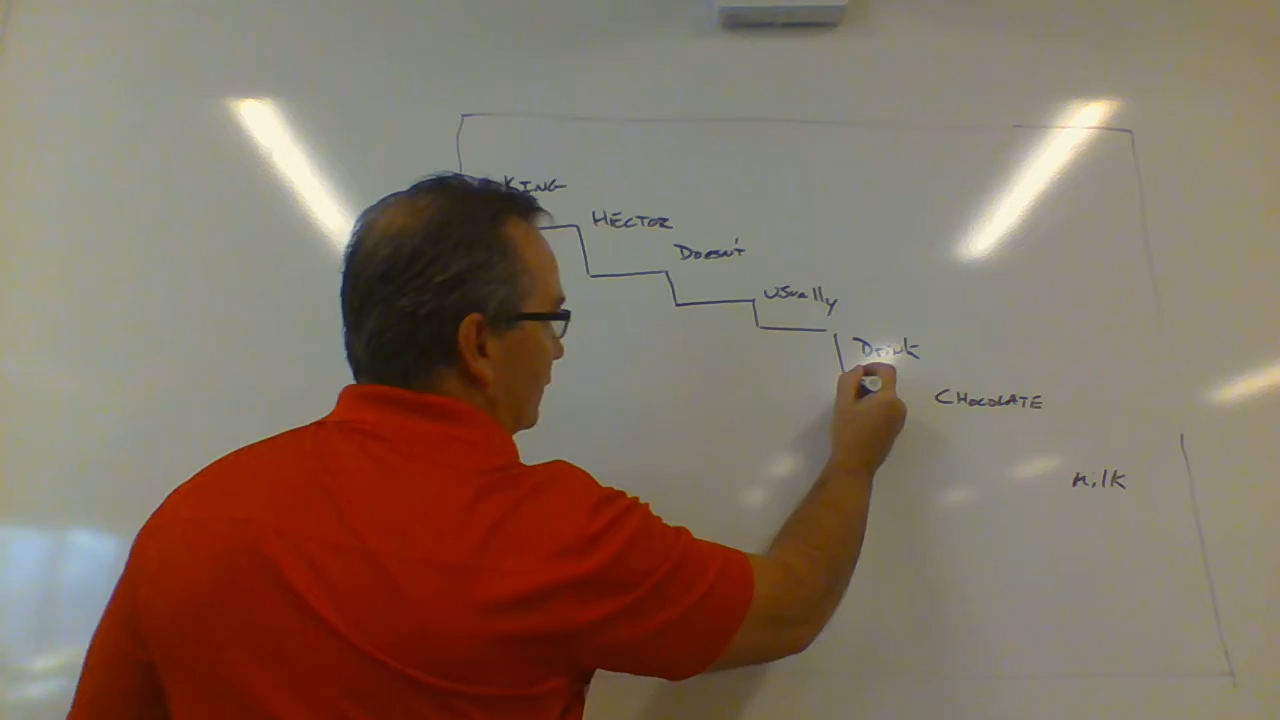 KING
HECTOR
Doesn't
Usually
Drink
CHOCOLATE
milk